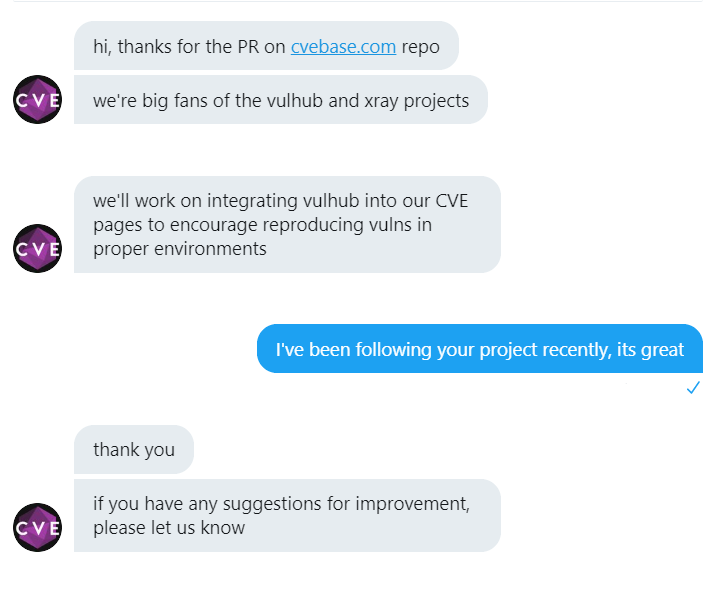 hi, thanks for the PR on cvebase.com repo
CVE
we're big fans of the vulhub and xray projects
we'll work on integrating vulhub into our CVE
pages to encourage reproducing vulns in
proper environments
CVE
I've been following your project recently, its great
thank you
if you have any suggestions for improvement,
please let us know
CVE